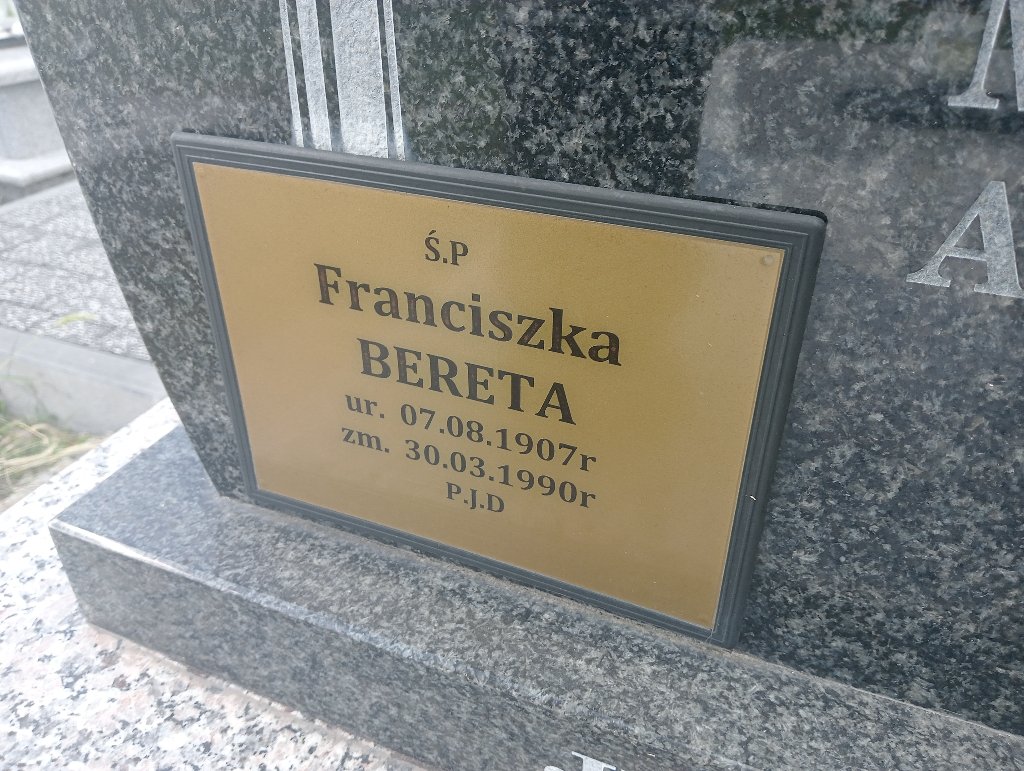 Ś.P
Franciszka
BERETA
ur. 07.08.1907r
zm. 30.03.1990r
P.J.D
A